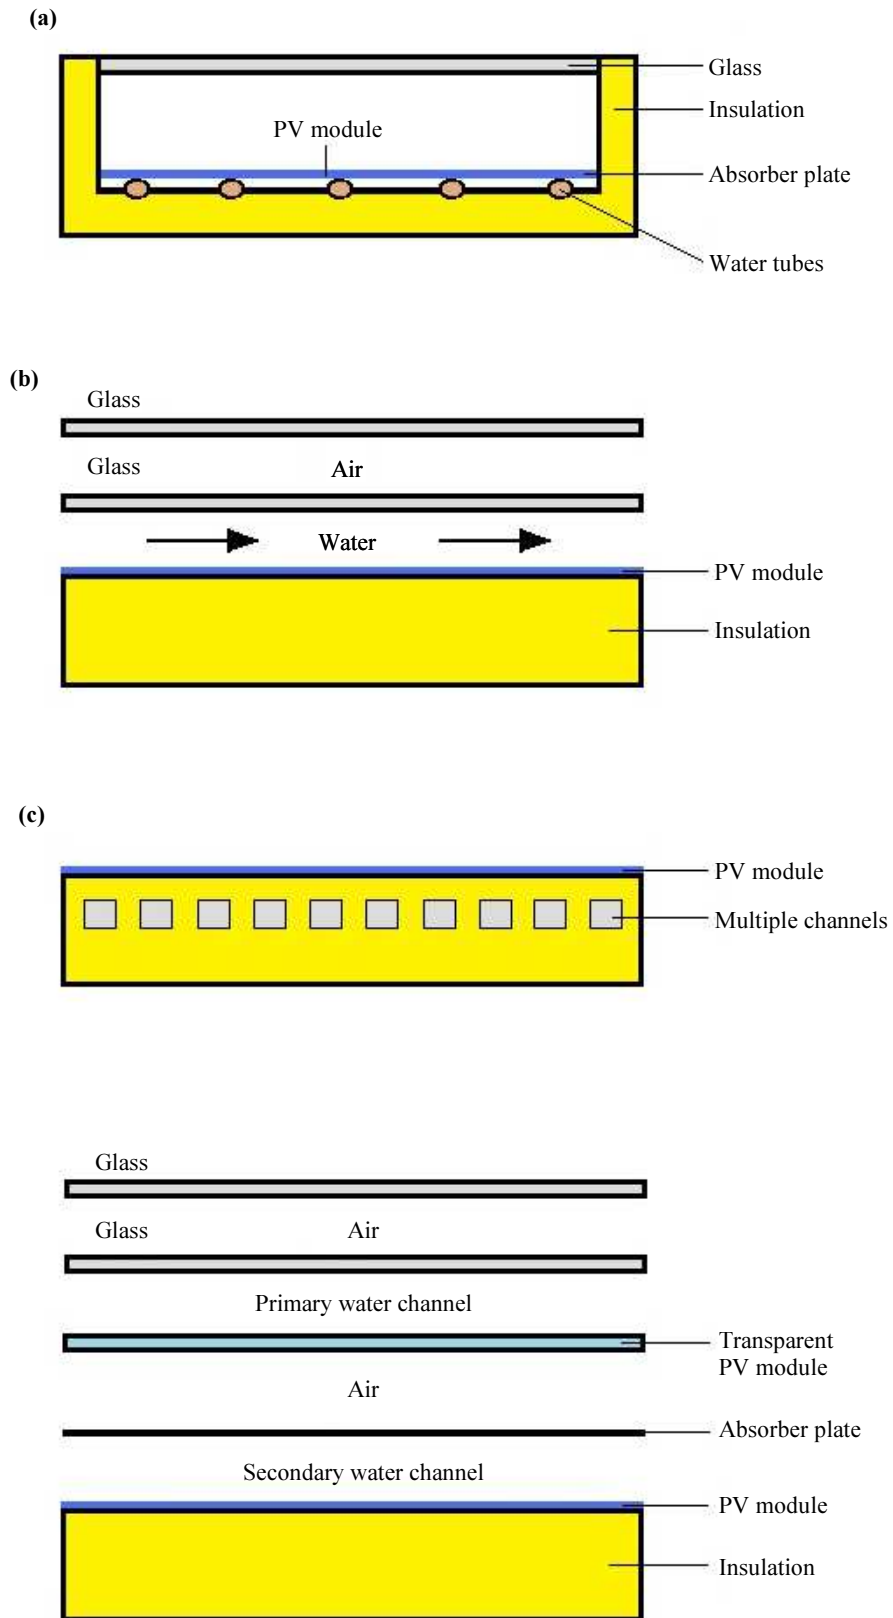 (a)
Glass
Insulation
PV module
Absorber plate
Water tubes
(b)
Glass
Glass
Air
Water
PV module
Insulation
(c)
PV module
Multiple channels
Glass
Glass
Air
Primary water channel
Transparent
PV module
Air
Absorber plate
Secondary water channel
PV module
Insulation